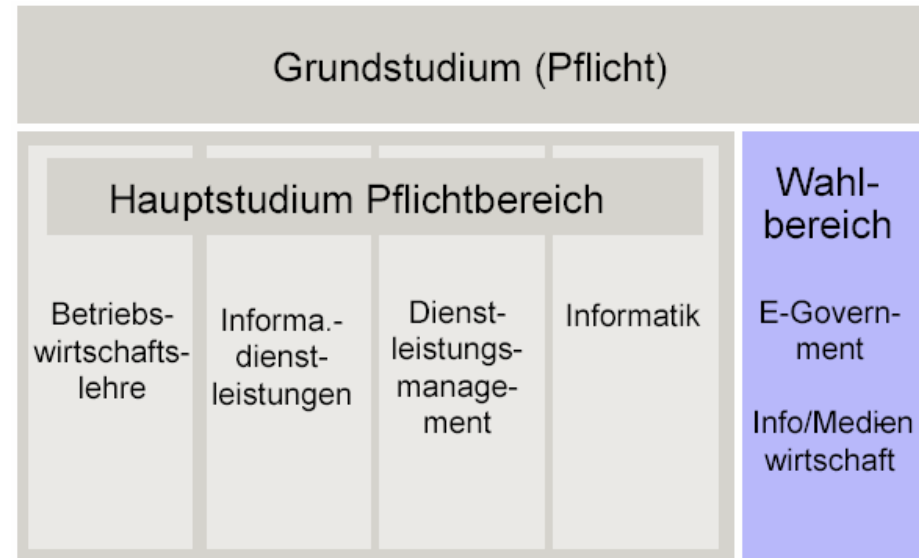 Grundstudium (Pflicht)
Hauptstudium Pflichtbereich
Betriebs-
wirtschafts-
lehre
Informa.-
dienst-
leistungen
Dienst-
leistungs-
manage-
ment
Informatik
Wahl-
bereich
E-Govern-
ment
Info/Medien
wirtschaft